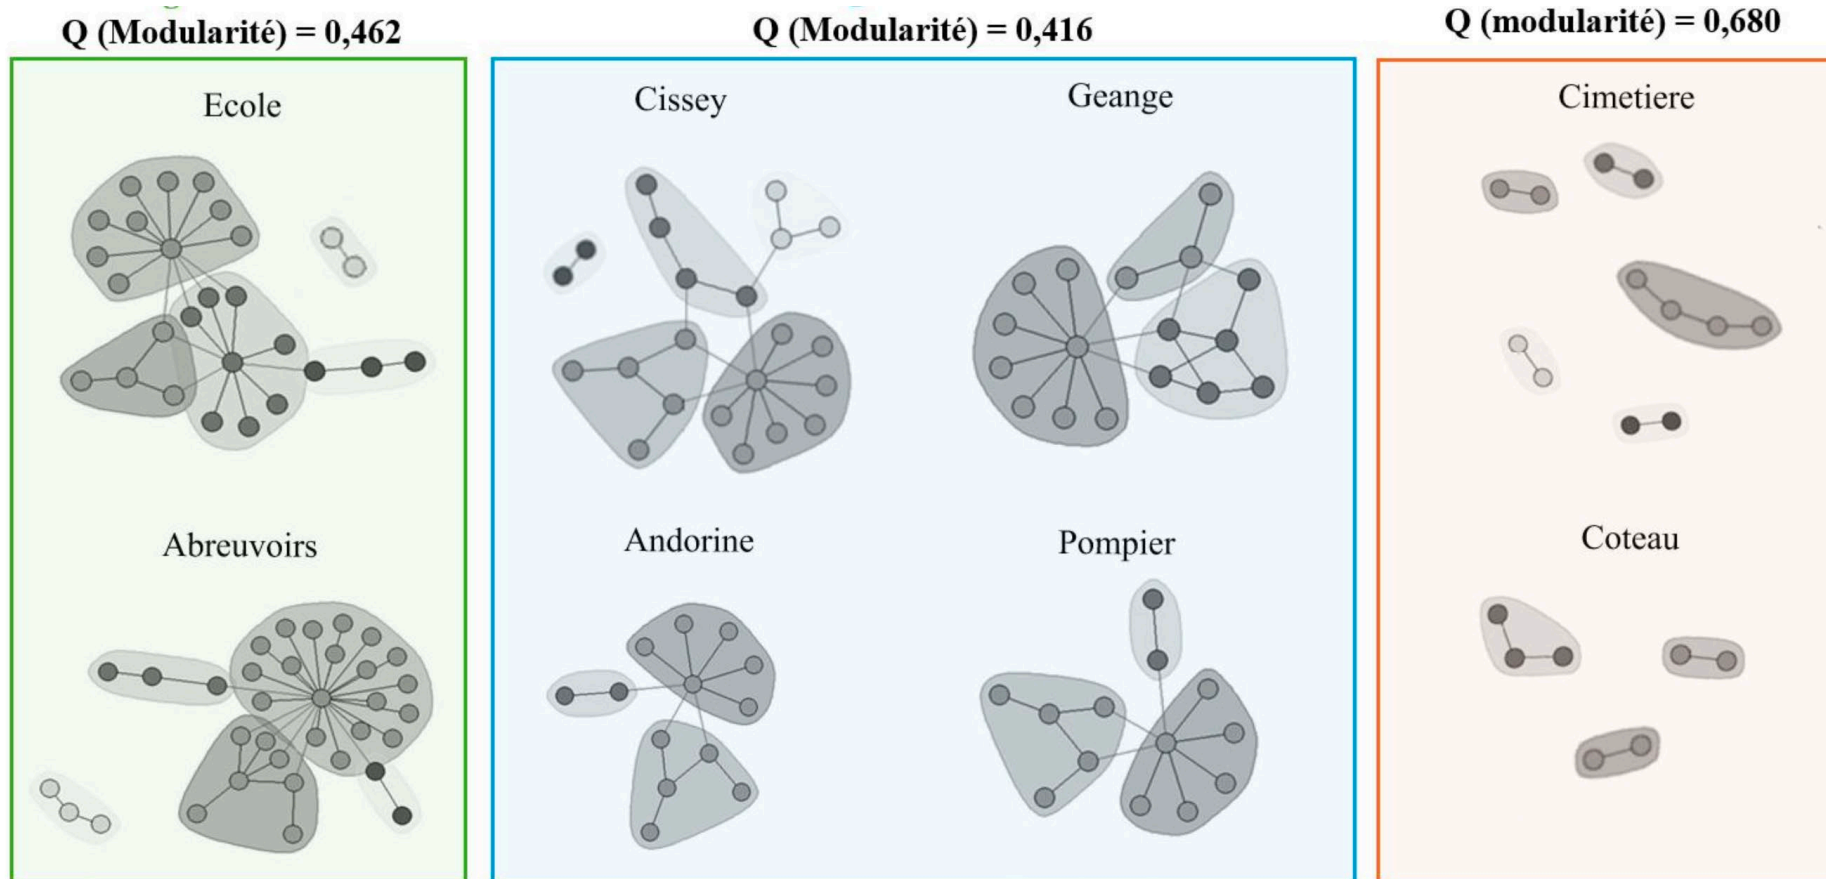 Q (Modularité) = 0,462
Ecole
Abreuvoirs
Q (Modularité) = 0,416
Cissey
Geange
Andorine
Pompier
Q (modularité) = 0,680
Cimetiere
Coteau